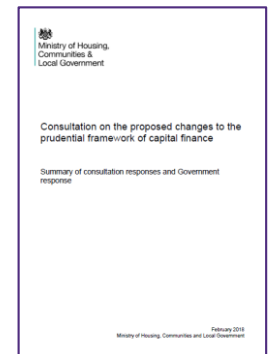 Ministry of Housing,
Communities &
Local Government
Consultation on the proposed changes to the
prudential framework of capital finance
Summary of consultation responses and Government
response
February 2018
Ministry of Housing, Communities and Local Government